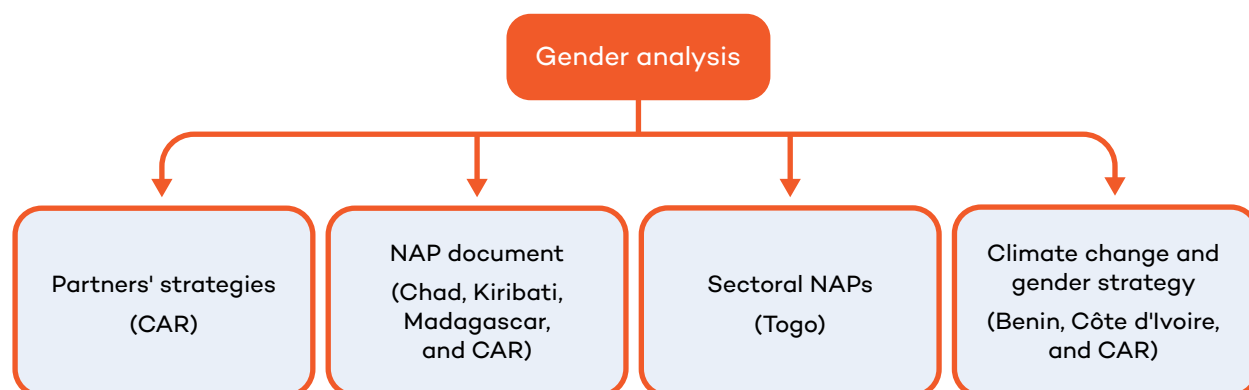 Gender analysis
Partners' strategies
(CAR)
NAP document
(Chad, Kiribati,
Madagascar,
and CAR)
Sectoral NAPs
(Togo)
Climate change and
gender strategy
(Benin, Côte d'Ivoire,
and CAR)